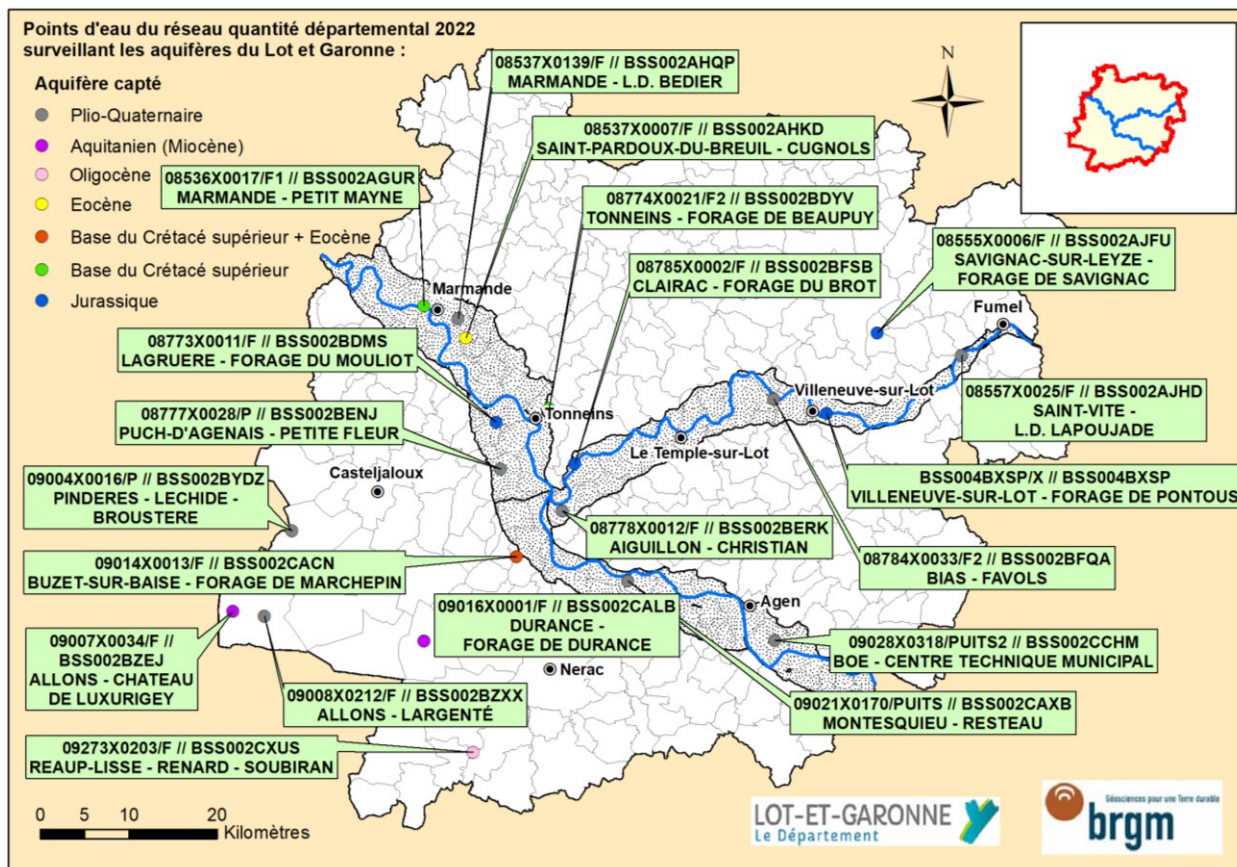 Points d'eau du réseau quantité départemental 2022
surveillant les aquifères du Lot et Garonne :
Aquifère capté
Plio-Quaternaire
Aquitanien (Miocène)
Oligocène
Eocène
Base du Crétacé supérieur + Eocène
Base du Crétacé supérieur
Jurassique
N
08537X0139/F // BSS002AHQP
MARMANDE - L.D. BEDIER
08537X0007/F // BSS002AHKD
SAINT-PARDOUX-DU-BREUIL - CUGNOLS
08536X0017/F1 // BSS002AGUR
MARMANDE - PETIT MAYNE
08774X0021/F2 // BSS002BDYV
TONNEINS - FORAGE DE BEAUPUY
08785X0002/F // BSS002BFSB
CLAIRAC - FORAGE DU BROT
08555X0006/F // BSS002AJFU
SAVIGNAC-SUR-LEYZE -
FORAGE DE SAVIGNAC
Marmande
Fumel
08773X0011/F // BSS002BDMS
LAGRUERE - FORAGE DU MOULIOT
08777X0028/P // BSS002BENJ
PUCH-D'AGENAIS - PETITE FLEUR
Tonneins
Villeneuve-sur-Lot
Le Temple-sur-Lot
08557X0025/F // BSS002AJHD
SAINT-VITE -
L.D. LAPOUJADE
Casteljaloux
09004X0016/P // BSS002BYDZ
PINDERES - LECHIDE -
BROUSTERE
BSS004BXSP/X // BSS004BXSP
VILLENEUVE-SUR-LOT - FORAGE DE PONTOUS
08778X0012/F // BSS002BERK
AIGUILLON - CHRISTIAN
08784X0033/F2 // BSS002BFQA
BIAS - FAVOLS
09014X0013/F // BSS002CACN
BUZET-SUR-BAISE - FORAGE DE MARCHEPIN
09016X0001/F // BSS002CALB
DURANCE -
FORAGE DE DURANCE
Agen
09007X0034/F //
BSS002BZEJ
ALLONS - CHATEAU
DE LUXURIGEY
09028X0318/PUITS2 // BSS002CCHM
BOE - CENTRE TECHNIQUE MUNICIPAL
Nerac
09008X0212/F // BSS002BZXX
ALLONS - LARGENTÉ
09021X0170/PUITS // BSS002CAXB
MONTESQUIEU - RESTEAU
09273X0203/F // BSS002CXUS
REAUP-LISSE - RENARD - SOUBIRAN
0 10 20
Kilomètres
LOT-ET-GARONNE
Le Département
Géosciences pour une Terre durable
brgm